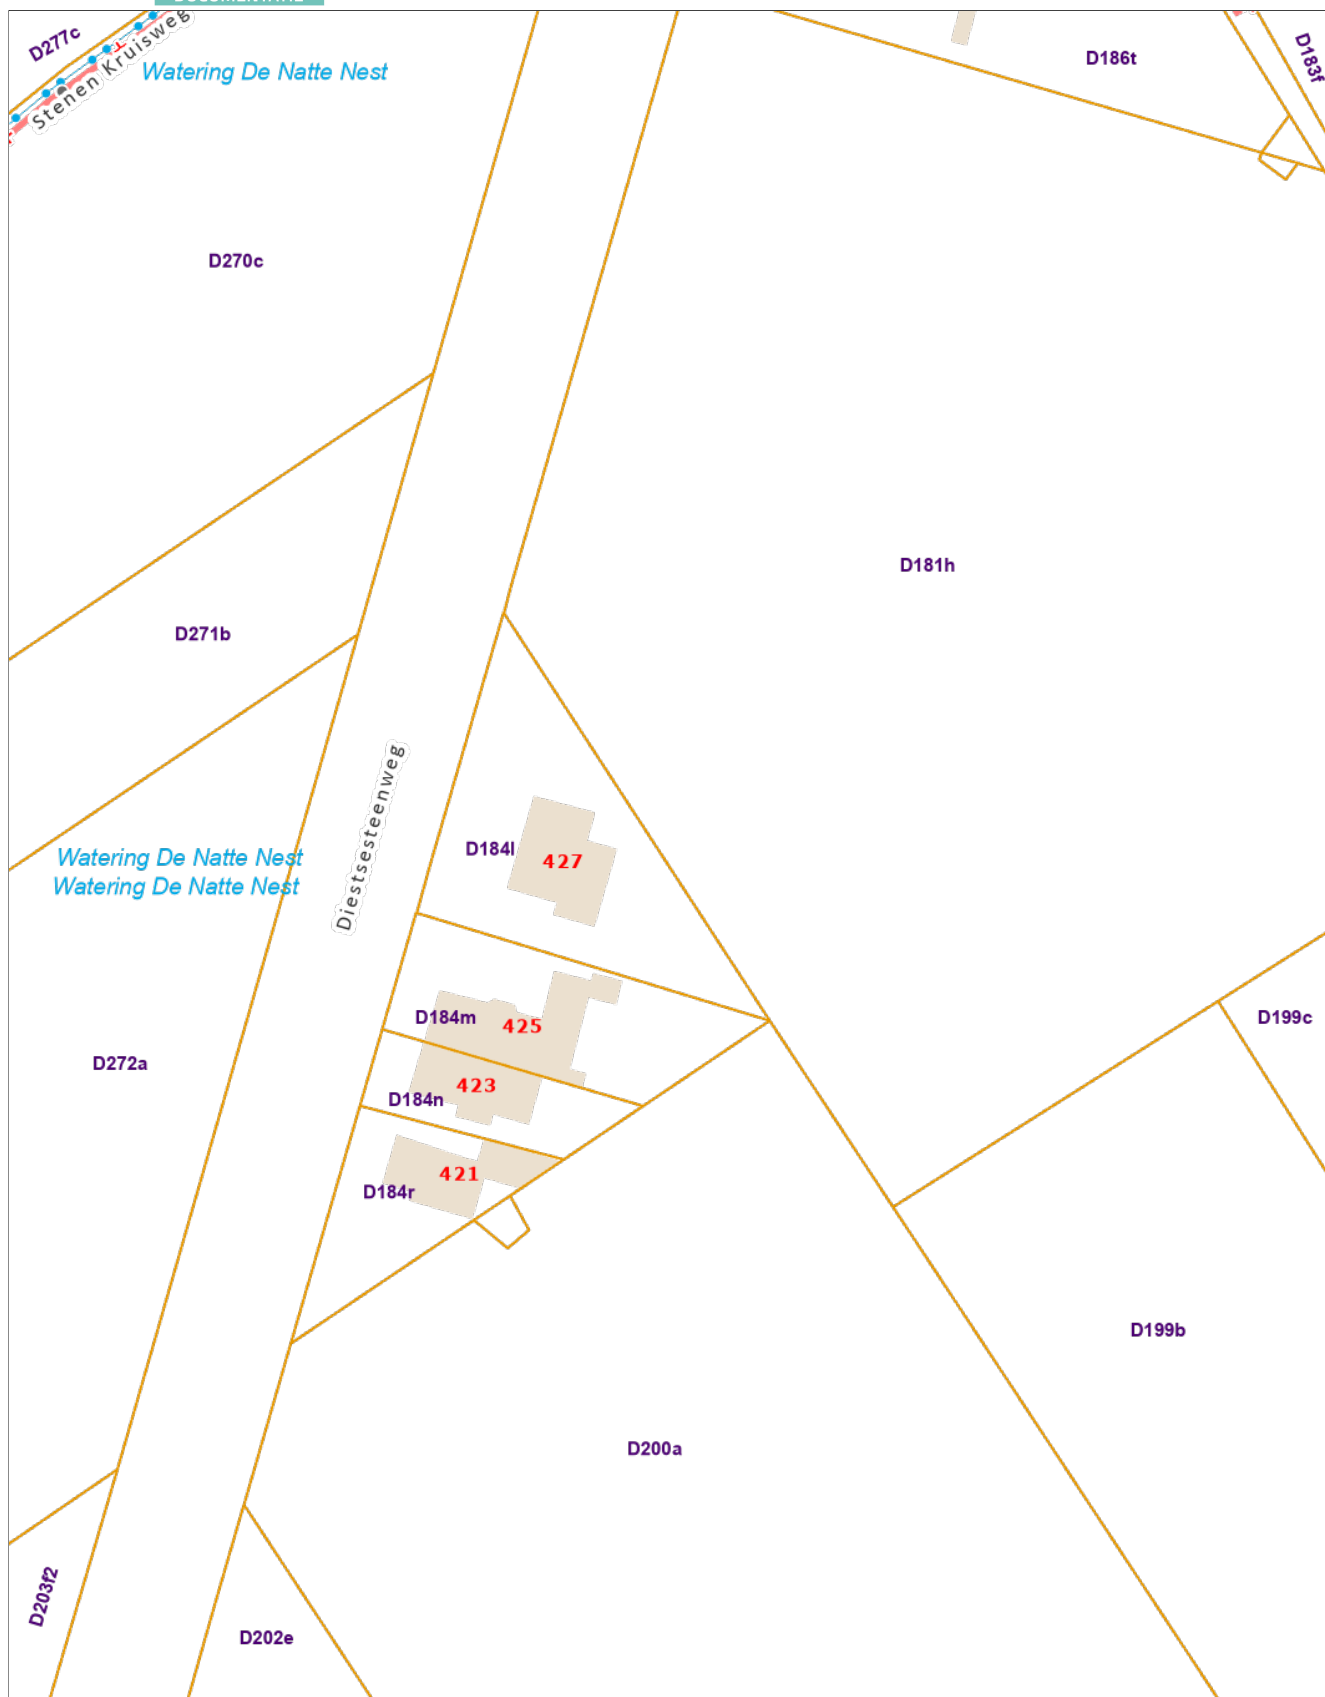 D277c
Stenen Kruisweg
Watering De Natte Nest
D186t
D183f
D270c
D181h
D271b
Diestsesteenweg
D184l
427
Watering De Natte Nest
Watering De Natte Nest
D184m
425
D199c
D272a
D184n
423
421
D184r
D199b
D200a
D203f2
D202e